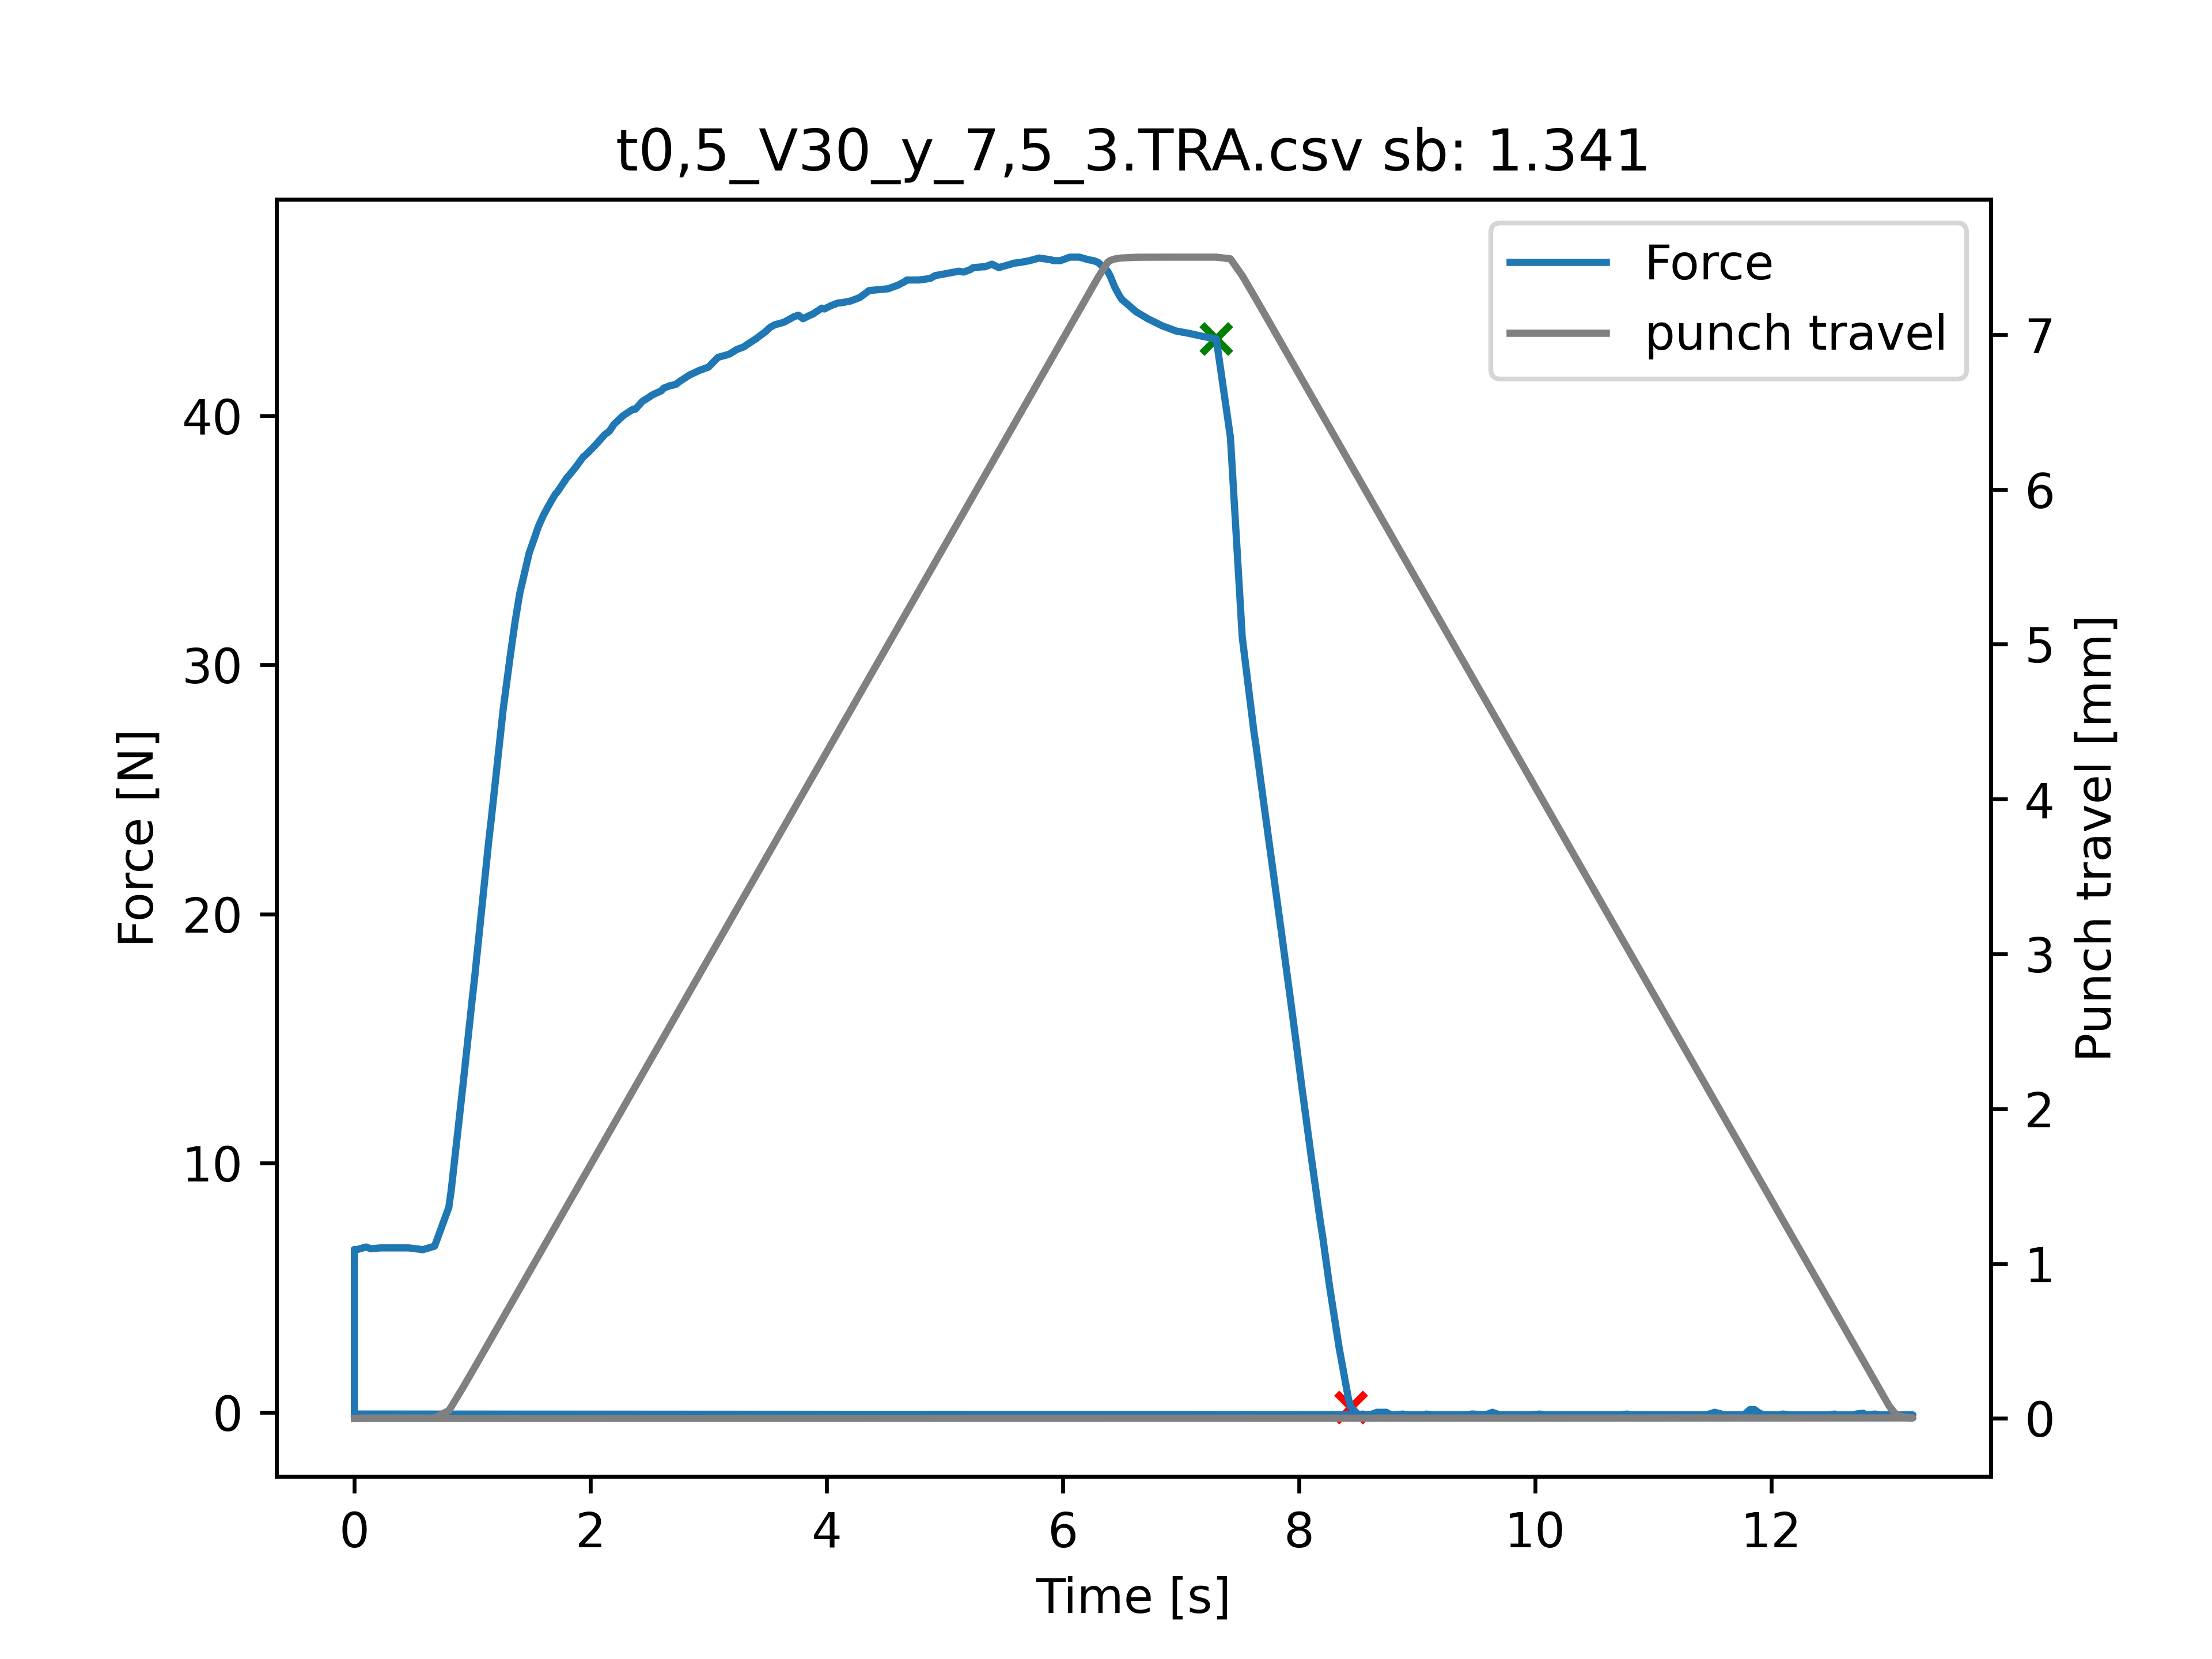 t0,5_V30_y_7,5_3.TRA.csv sb: 1.341
Force
punch travel
Force [N]
40
30
20
10
0
7
6
5
4
3
2
1
0
Punch travel [mm]
0 2 4 6 8 10 12
Time [s]